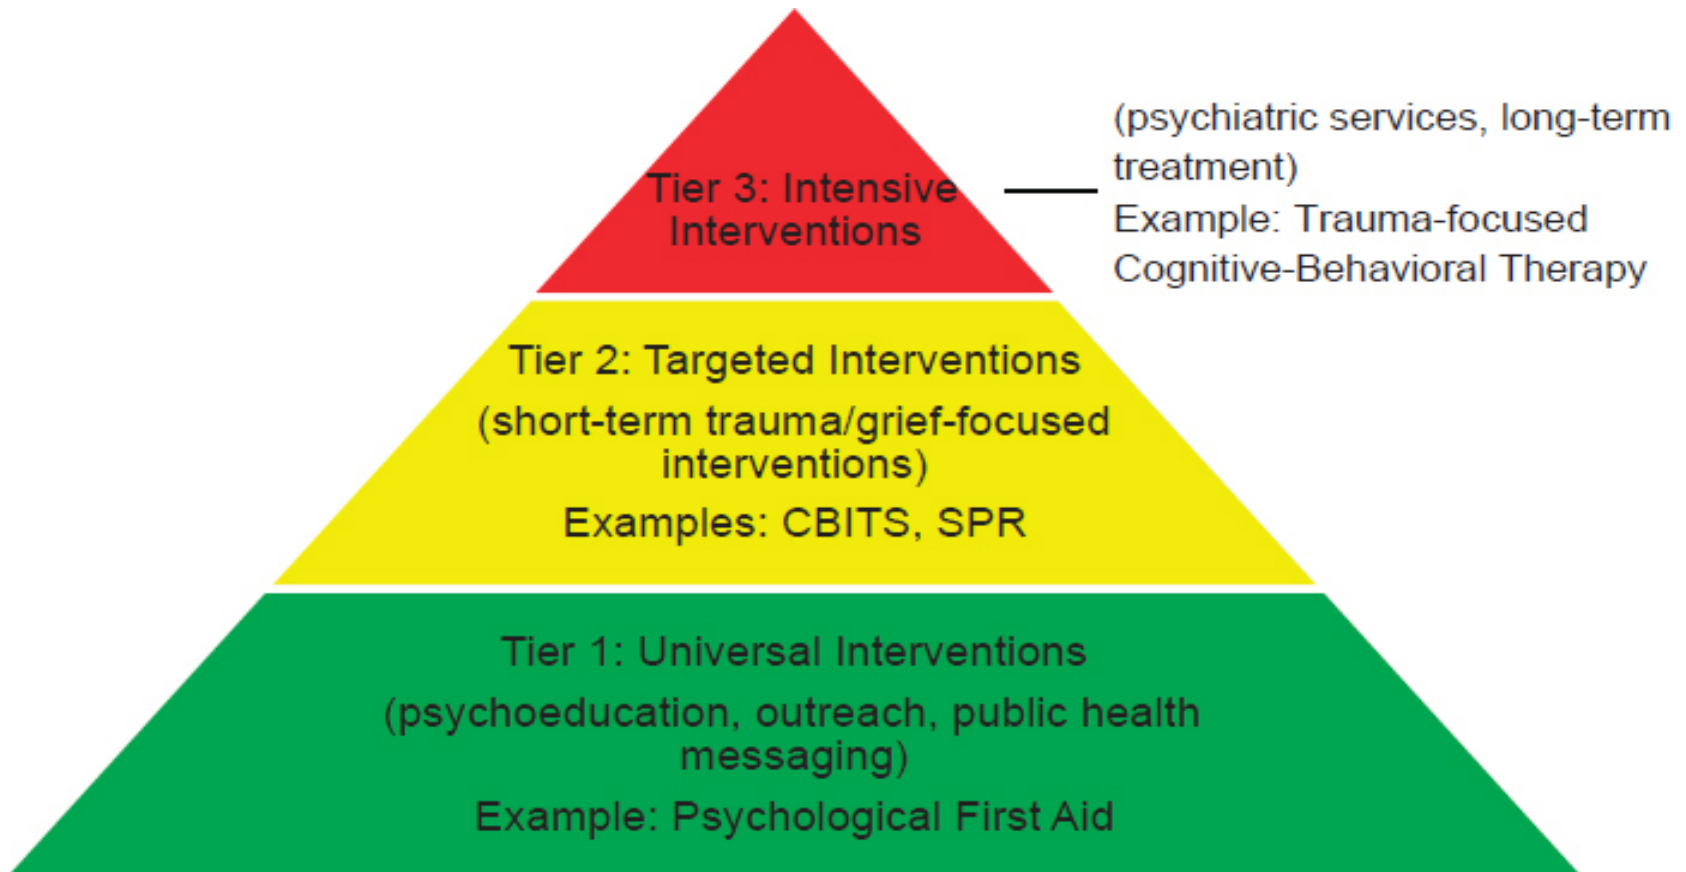 Tier 3: Intensive
Interventions
(psychiatric services, long-term
treatment)
Example: Trauma-focused
Cognitive-Behavioral Therapy
Tier 2: Targeted Interventions
(short-term trauma/grief-focused
interventions)
Examples: CBITS, SPR
Tier 1: Universal Interventions
(psychoeducation, outreach, public health
messaging)
Example: Psychological First Aid